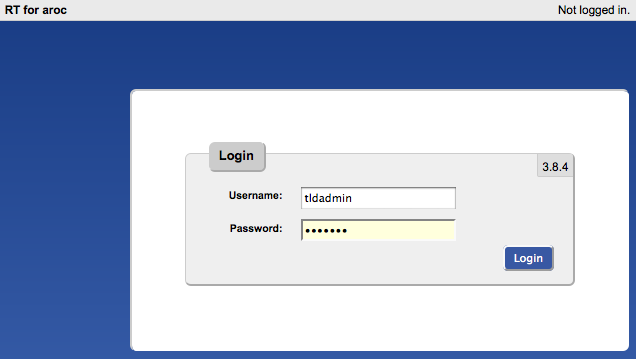 RT for aroc
Not logged in.
Login
3.8.4
Username:
tldadmin
Password:
•••••••
Login